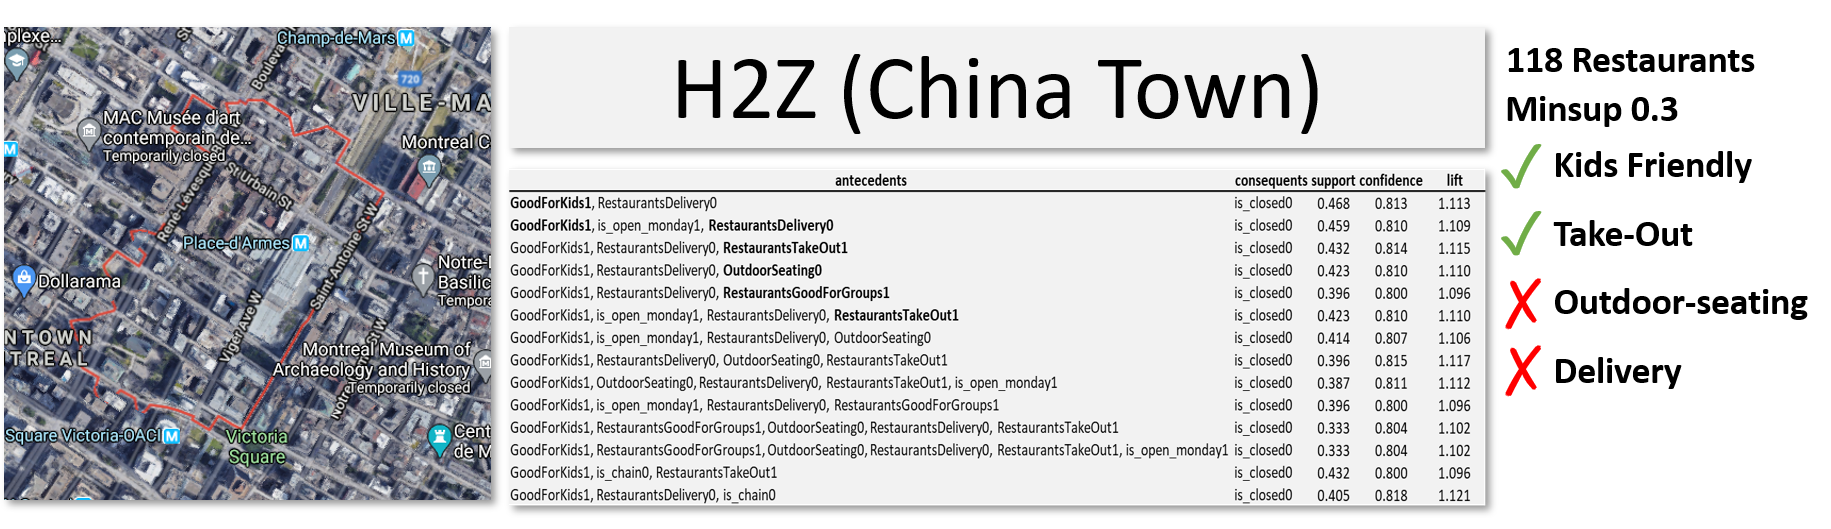 plexe...
Champ-de-Mars M
Bouleva
720
VILLE-MA
MAC Musée d'art
contemporain de...
Temporarily closed
Montreal C
M
St Urbain St
René-Lévesque
Place-d'Armes M
Saint-Antoine St W
Notre-D
Basilic
Tempora
Dollarama
Viger Ave W
NTOWN
TREAL
Montreal Museum of
Archaeology and History
Temporarily closed
Square Victoria-OACI M
Victoria
Square
Cent
de M
H2Z (China Town)
antecedents consequents support confidence lift
GoodForKids1, RestaurantsDelivery0 is_closed0 0.468 0.813 1.113
GoodForKids1, is_open_monday1, RestaurantsDelivery0 is_closed0 0.459 0.810 1.109
GoodForKids1, RestaurantsDelivery0, RestaurantsTakeOut1 is_closed0 0.432 0.814 1.115
GoodForKids1, RestaurantsDelivery0, OutdoorSeating0 is_closed0 0.423 0.810 1.110
GoodForKids1, RestaurantsDelivery0, RestaurantsGoodForGroups1 is_closed0 0.396 0.800 1.096
GoodForKids1, is_open_monday1, RestaurantsDelivery0, RestaurantsTakeOut1 is_closed0 0.423 0.810 1.110
GoodForKids1, is_open_monday1, RestaurantsDelivery0, OutdoorSeating0 is_closed0 0.414 0.807 1.106
GoodForKids1, RestaurantsDelivery0, OutdoorSeating0, RestaurantsTakeOut1 is_closed0 0.396 0.815 1.117
GoodForKids1, OutdoorSeating0, RestaurantsDelivery0, RestaurantsTakeOut1, is_open_monday1 is_closed0 0.387 0.811 1.112
GoodForKids1, is_open_monday1, RestaurantsDelivery0, RestaurantsGoodForGroups1 is_closed0 0.396 0.800 1.096
GoodForKids1, RestaurantsGoodForGroups1, OutdoorSeating0, RestaurantsDelivery0, RestaurantsTakeOut1 is_closed0 0.333 0.804 1.102
GoodForKids1, RestaurantsGoodForGroups1, OutdoorSeating0, RestaurantsDelivery0, RestaurantsTakeOut1, is_open_monday1 is_closed0 0.333 0.804 1.102
GoodForKids1, is_chain0, RestaurantsTakeOut1 is_closed0 0.432 0.800 1.096
GoodForKids1, RestaurantsDelivery0, is_chain0 is_closed0 0.405 0.818 1.121
118 Restaurants
Minsup 0.3
Kids Friendly
Take-Out
Outdoor-seating
Delivery